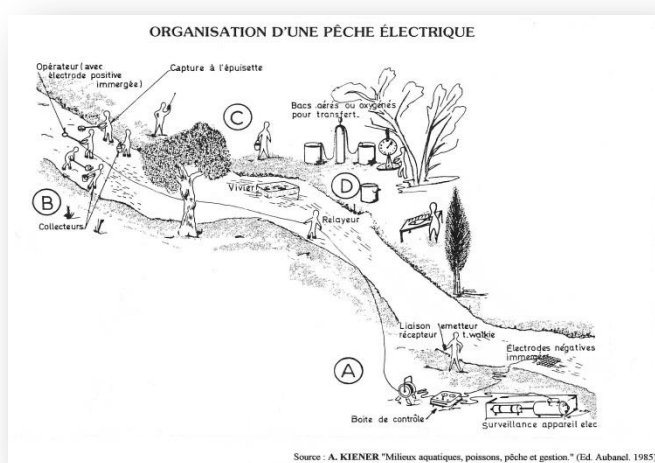 ORGANISATION D'UNE PÊCHE ÉLECTRIQUE
Opérateur (avec
électrode positive
immergée)
Capture à l'épuisette
C
Bacs aérés ou oxygénés
pour transfert.
Vivier
D
B
Collecteurs
Relayeur
Liaison emetteur
récepteur t. walkie
Électrodes négatives
immergées
A
Boite de contrôle
Surveillance appareil elec
Source : A. KIENER "Milieux aquatiques, poissons, pêche et gestion." (Ed. Aubanel. 1985)